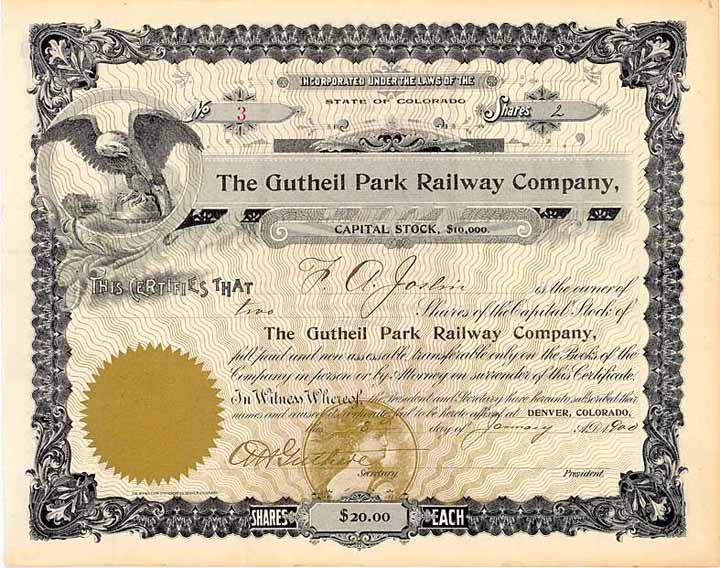 INCORPORATED UNDER THE LAWS OF THE
STATE OF COLORADO
No 3
Shares 2
The Gutheil Park Railway Company,
CAPITAL STOCK, $10,000.
THIS CERTIFIES THAT F. A. Joslin is the owner of
two Shares of the Capital Stock of
The Gutheil Park Railway Company,
full paid and non assessable, transferable only on the Books of the
Company in person or by Attorney on surrender of this Certificate.
In Witness Whereof, the President and Secretary have hereunto subscribed their
names and caused its corporate seal to be hereto affixed at DENVER, COLORADO,
this 3 day of January A.D. 1900
Secretary
President.
SHARES $20.00 EACH